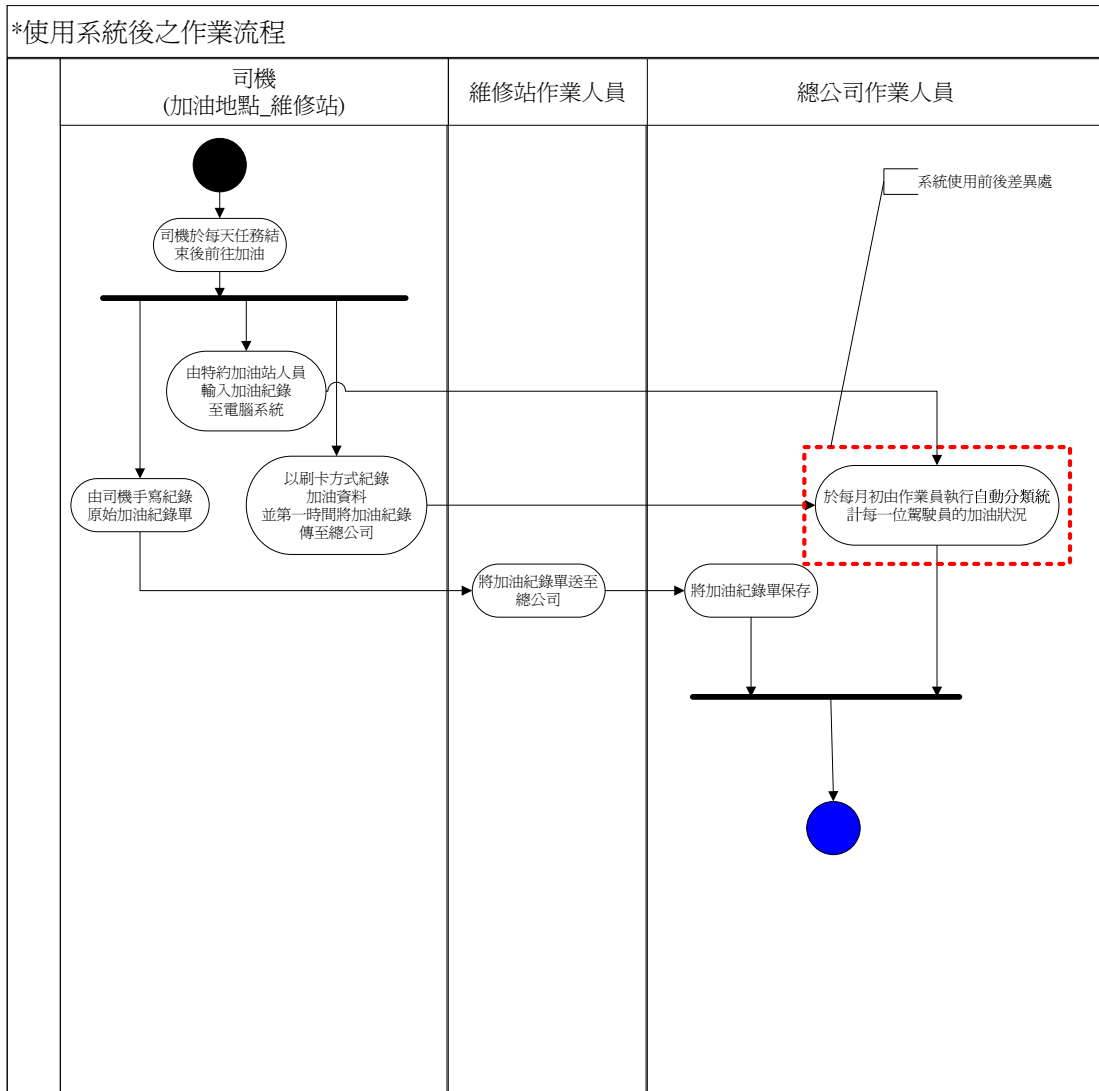 *使用系統後之作業流程
司機
(加油地點_維修站)
維修站作業人員
總公司作業人員
系統使用前後差異處
司機於每天任務結
束後前往加油
由特約加油站人員
輸入加油紀錄
至電腦系統
以刷卡方式紀錄
加油資料
並第一時間將加油紀錄
傳至總公司
由司機手寫紀錄
原始加油紀錄單
於每月初由作業員執行自動分類統
計每一位駕駛員的加油狀況
將加油紀錄單送至
總公司
將加油紀錄單保存